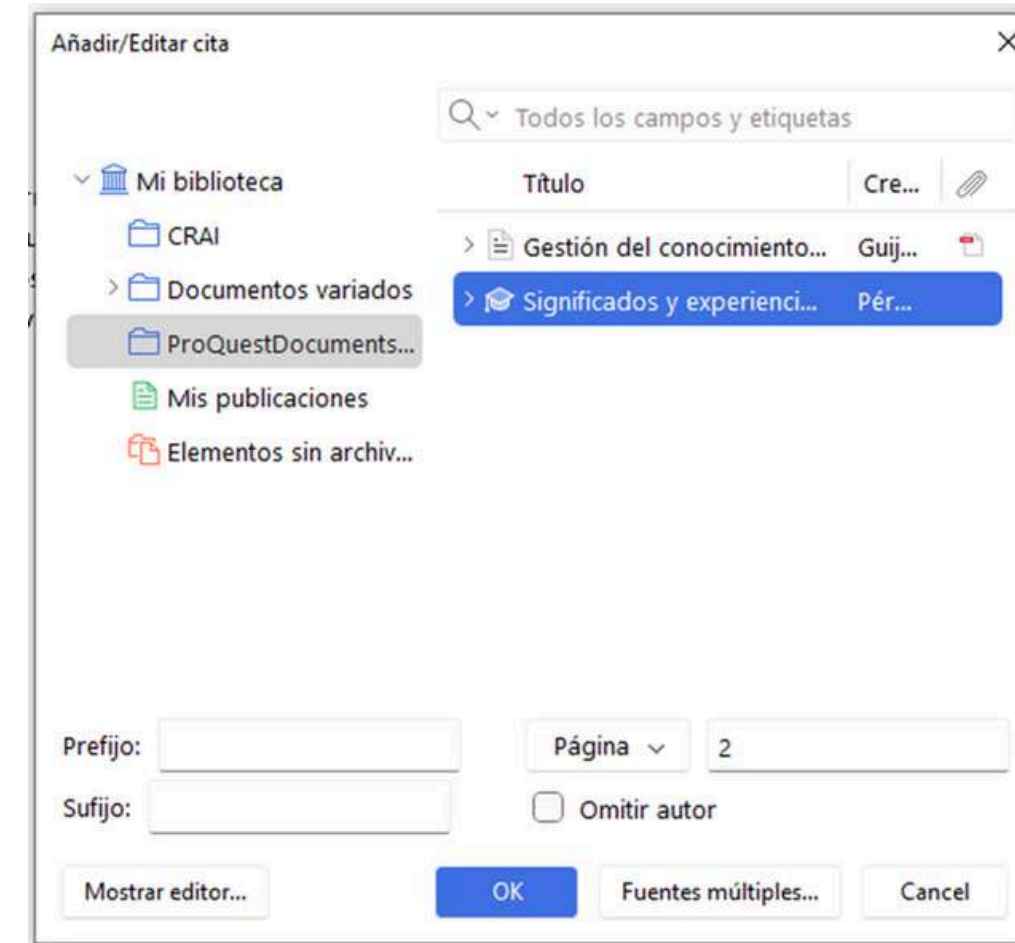 Añadir/Editar cita
Todos los campos y etiquetas
Mi biblioteca
CRAI
Documentos variados
ProQuestDocuments...
Mis publicaciones
Elementos sin archiv...
Título Cre...
Gestión del conocimiento... Guij...
Significados y experienci... Pér...
Prefijo:
Página 2
Sufijo:
Omitir autor
Mostrar editor... OK Fuentes múltiples... Cancel